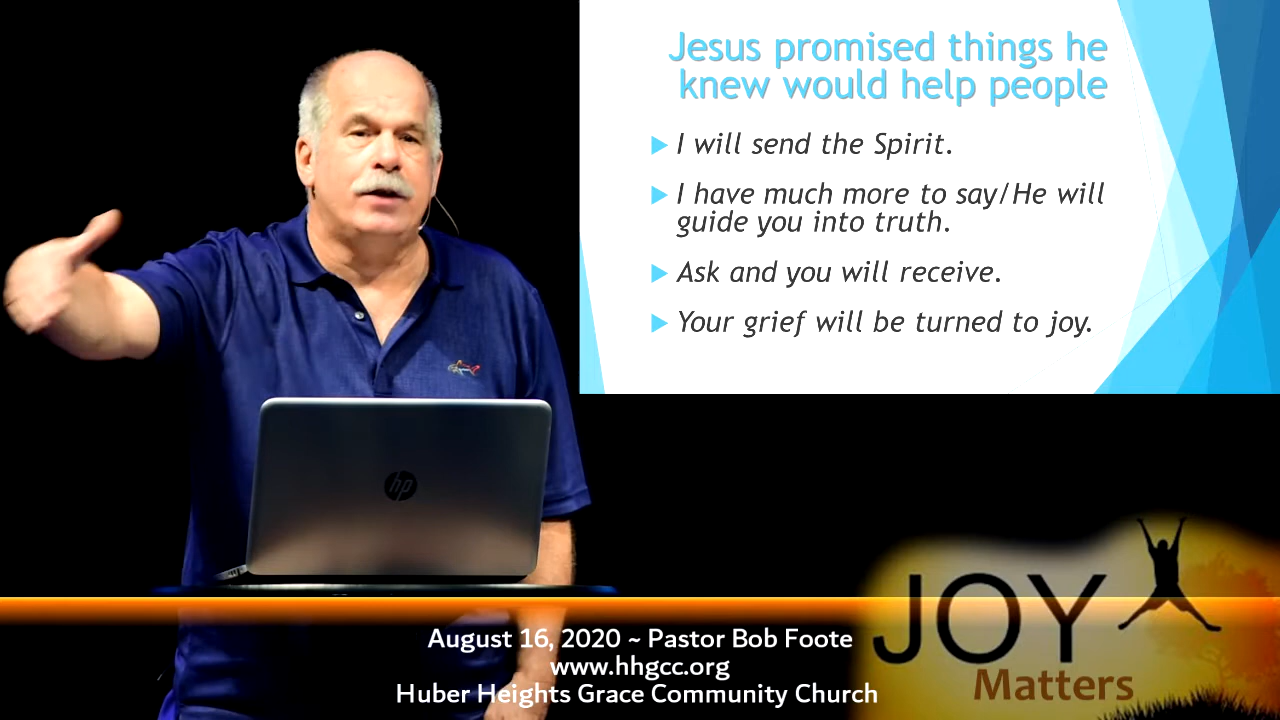 Jesus promised things he
knew would help people
I will send the Spirit.
I have much more to say/He will
guide you into truth.
Ask and you will receive.
Your grief will be turned to joy.
hp
August 16, 2020 ~ Pastor Bob Foote
www.hhgcc.org
Huber Heights Grace Community Church
JOY
Matters